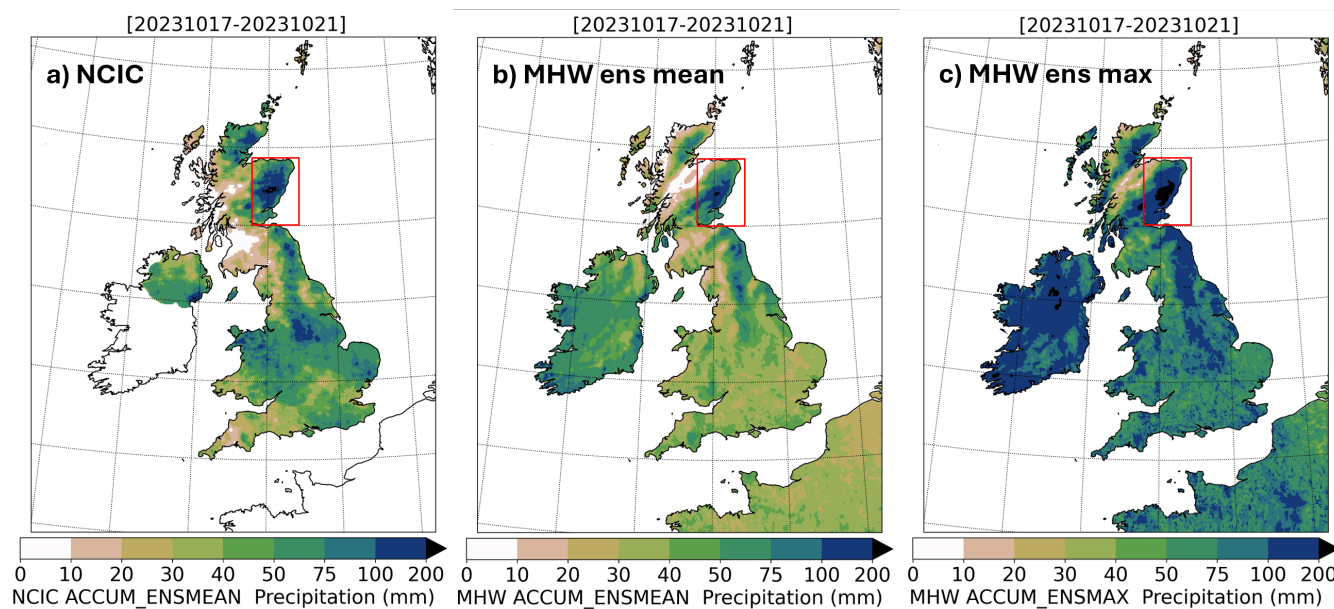 [20231017-20231021]
a) NCIC
0 10 20 30 40 50 75 100 200
NCIC ACCUM_ENSMEAN Precipitation (mm)
[20231017-20231021]
b) MHW ens mean
0 10 20 30 40 50 75 100 200
MHW ACCUM_ENSMEAN Precipitation (mm)
[20231017-20231021]
c) MHW ens max
0 10 20 30 40 50 75 100 200
MHW ACCUM_ENSMAX Precipitation (mm)